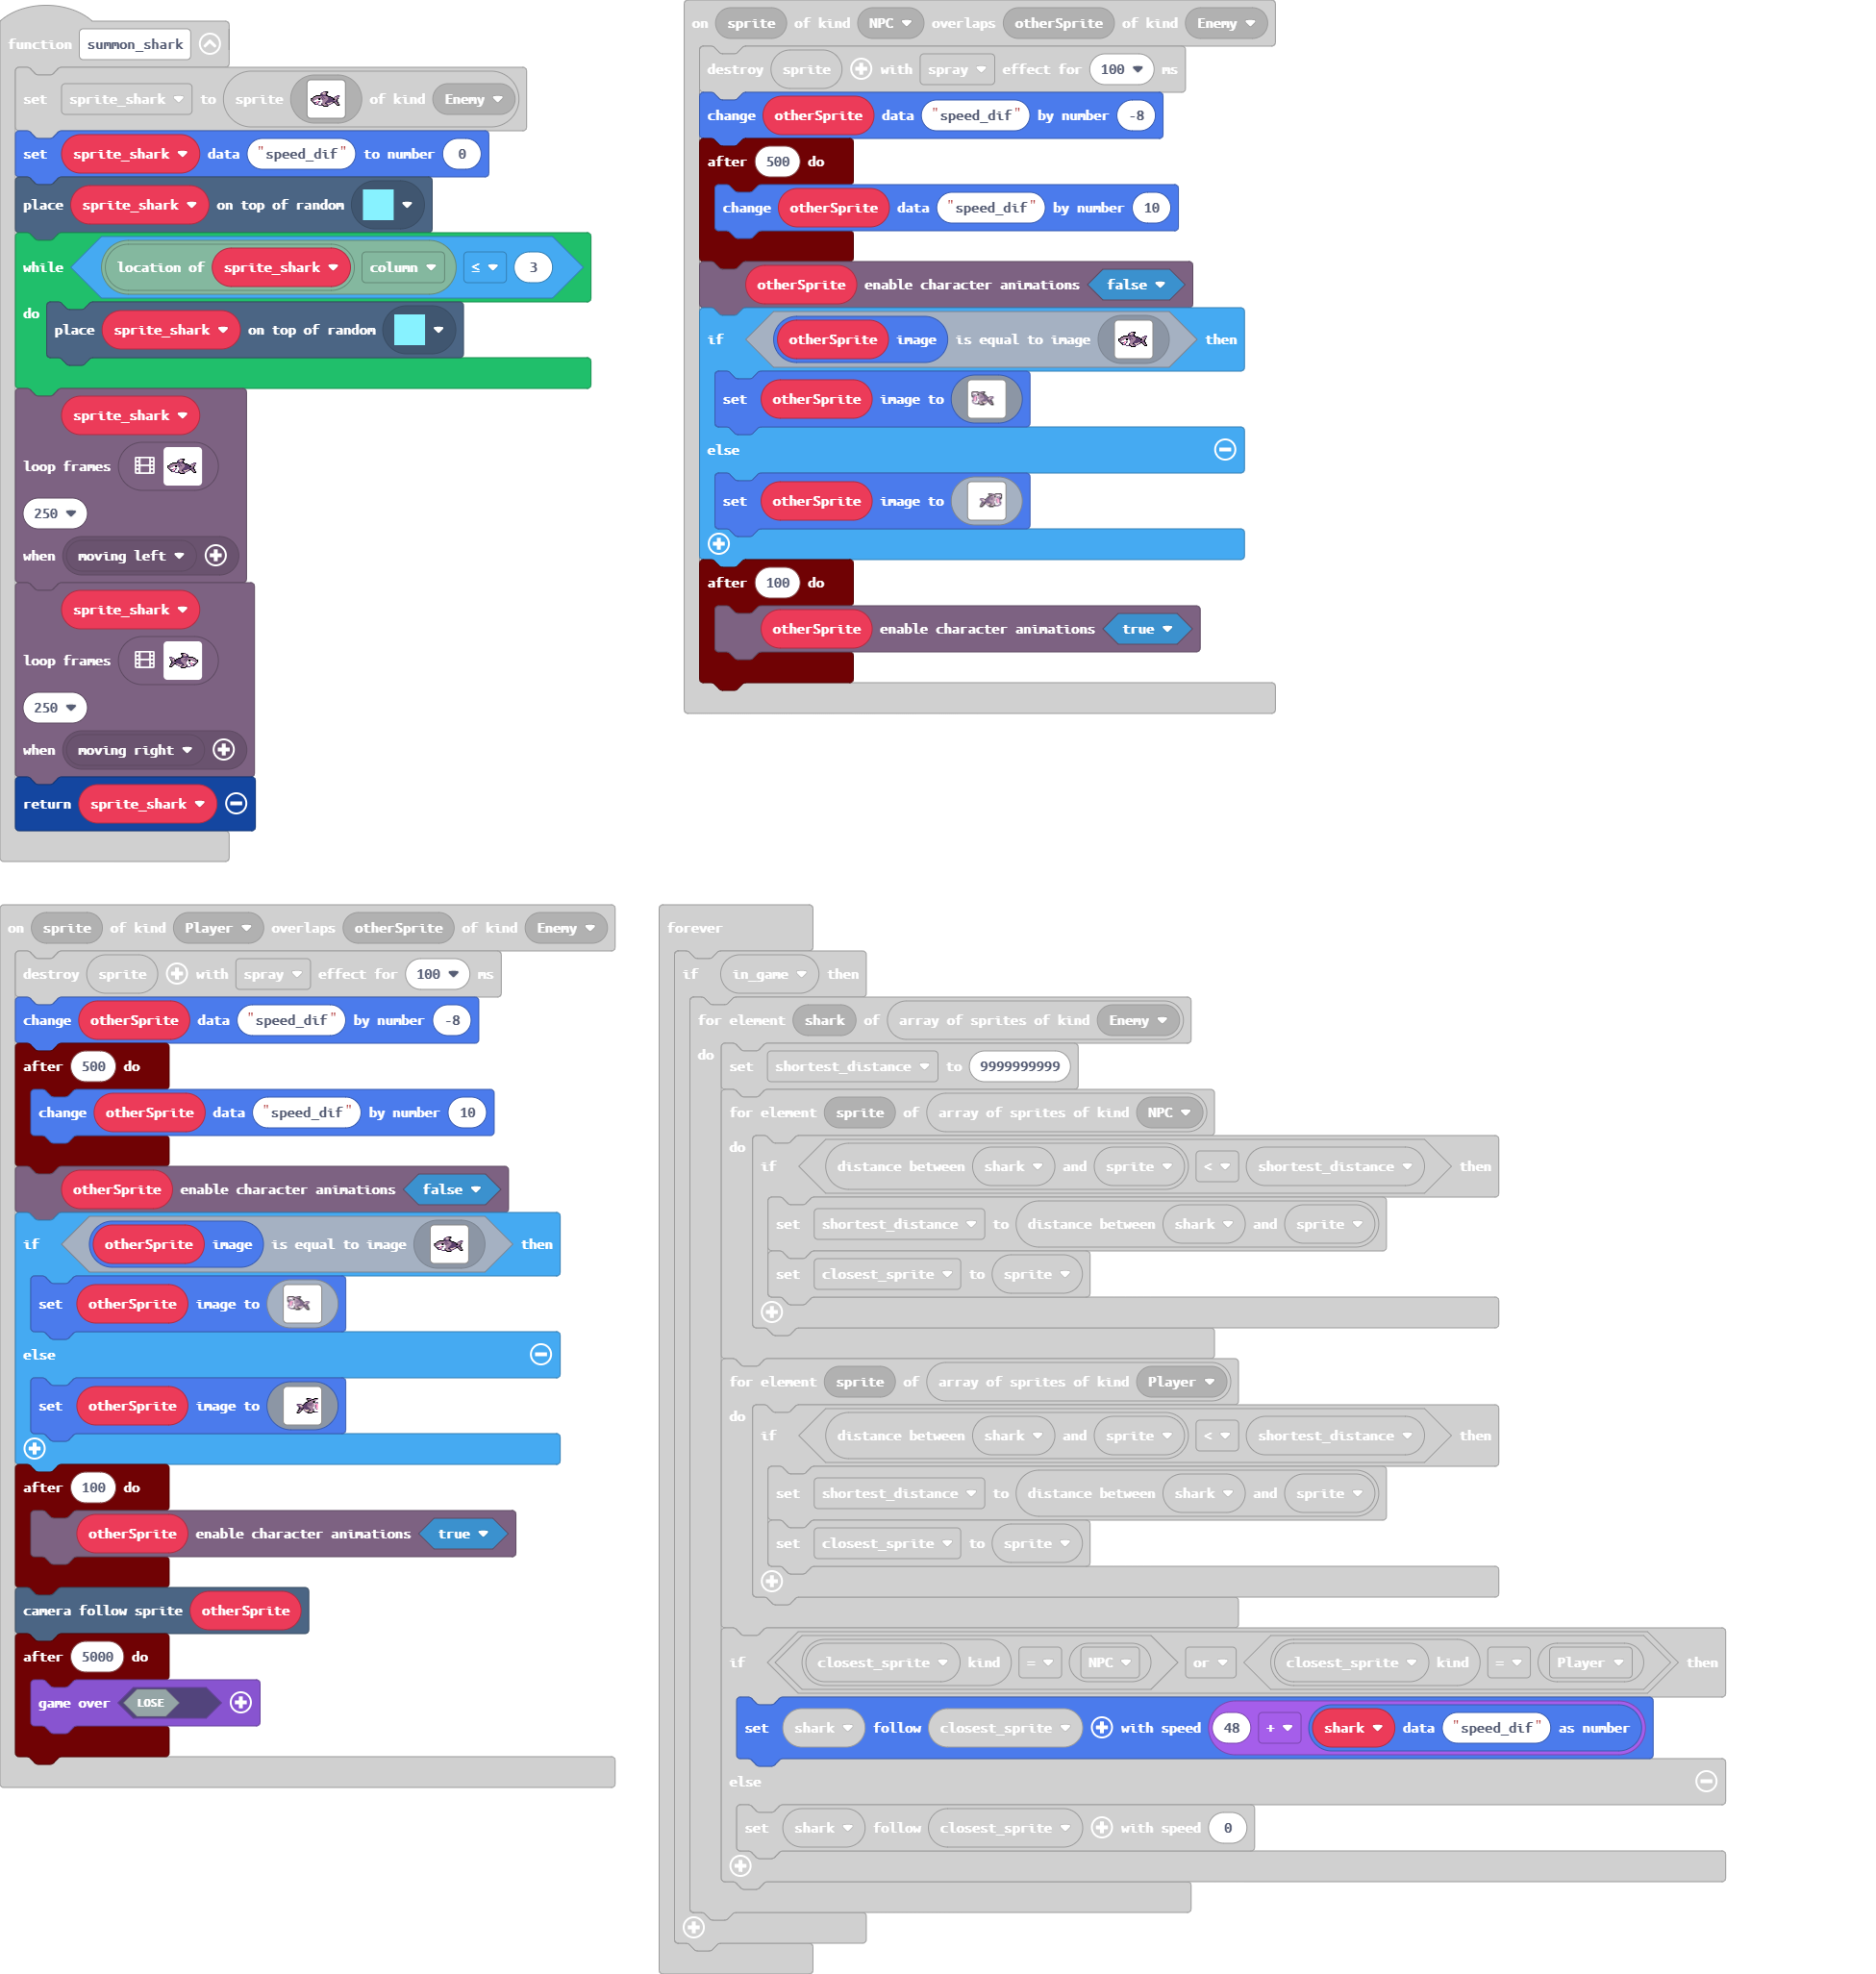 function summon_shark
set sprite_shark to sprite of kind Enemy
set sprite_shark data "speed_dif" to number 0
place sprite_shark on top of random
while location of sprite_shark column ≤ 3
do place sprite_shark on top of random
sprite_shark
loop frames
250
when moving left
sprite_shark
loop frames
250
when moving right
return sprite_shark
on sprite of kind NPC overlaps otherSprite of kind Enemy
destroy sprite with spray effect for 100 ms
change otherSprite data "speed_dif" by number -8
after 500 do
change otherSprite data "speed_dif" by number 10
otherSprite enable character animations false
if otherSprite image is equal to image then
set otherSprite image to
else
set otherSprite image to
after 100 do
otherSprite enable character animations true
on sprite of kind Player overlaps otherSprite of kind Enemy
destroy sprite with spray effect for 100 ms
change otherSprite data "speed_dif" by number -8
after 500 do
change otherSprite data "speed_dif" by number 10
otherSprite enable character animations false
if otherSprite image is equal to image then
set otherSprite image to
else
set otherSprite image to
after 100 do
otherSprite enable character animations true
camera follow sprite otherSprite
after 5000 do
game over LOSE
forever
if in_game then
for element shark of array of sprites of kind Enemy
do set shortest_distance to 9999999999
for element sprite of array of sprites of kind NPC
do if distance between shark and sprite < shortest_distance then
set shortest_distance to distance between shark and sprite
set closest_sprite to sprite
for element sprite of array of sprites of kind Player
do if distance between shark and sprite < shortest_distance then
set shortest_distance to distance between shark and sprite
set closest_sprite to sprite
if closest_sprite kind = NPC or closest_sprite kind = Player then
set shark follow closest_sprite with speed 48 + shark data "speed_dif" as number
else
set shark follow closest_sprite with speed 0